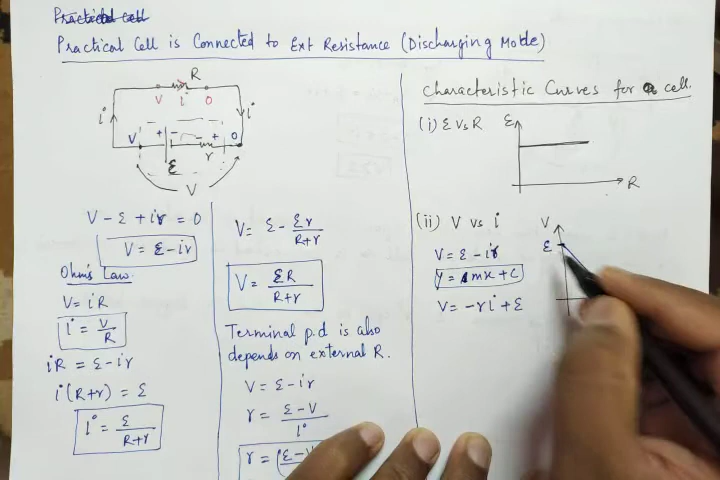 Practical cell
Practical Cell is Connected to Ext Resistance (Discharging Mode)
R
V i O
i i
V + - - + O
ε r
V
V - ε + ir = 0
V = ε - ir
Ohm's Law
V = iR
i = V/R
iR = ε - ir
i(R+r) = ε
i = ε/(R+r)
V = ε - εr/(R+r)
V = εR/(R+r)
Terminal p.d is also
depends on external R.
V = ε - ir
r = (ε - V)/i
r = (ε - V
Characteristic Curves for a cell.
(i) ε Vs R ε
R
(ii) V vs i V
ε
V = ε - ir
y = mx + c
V = -ri + ε